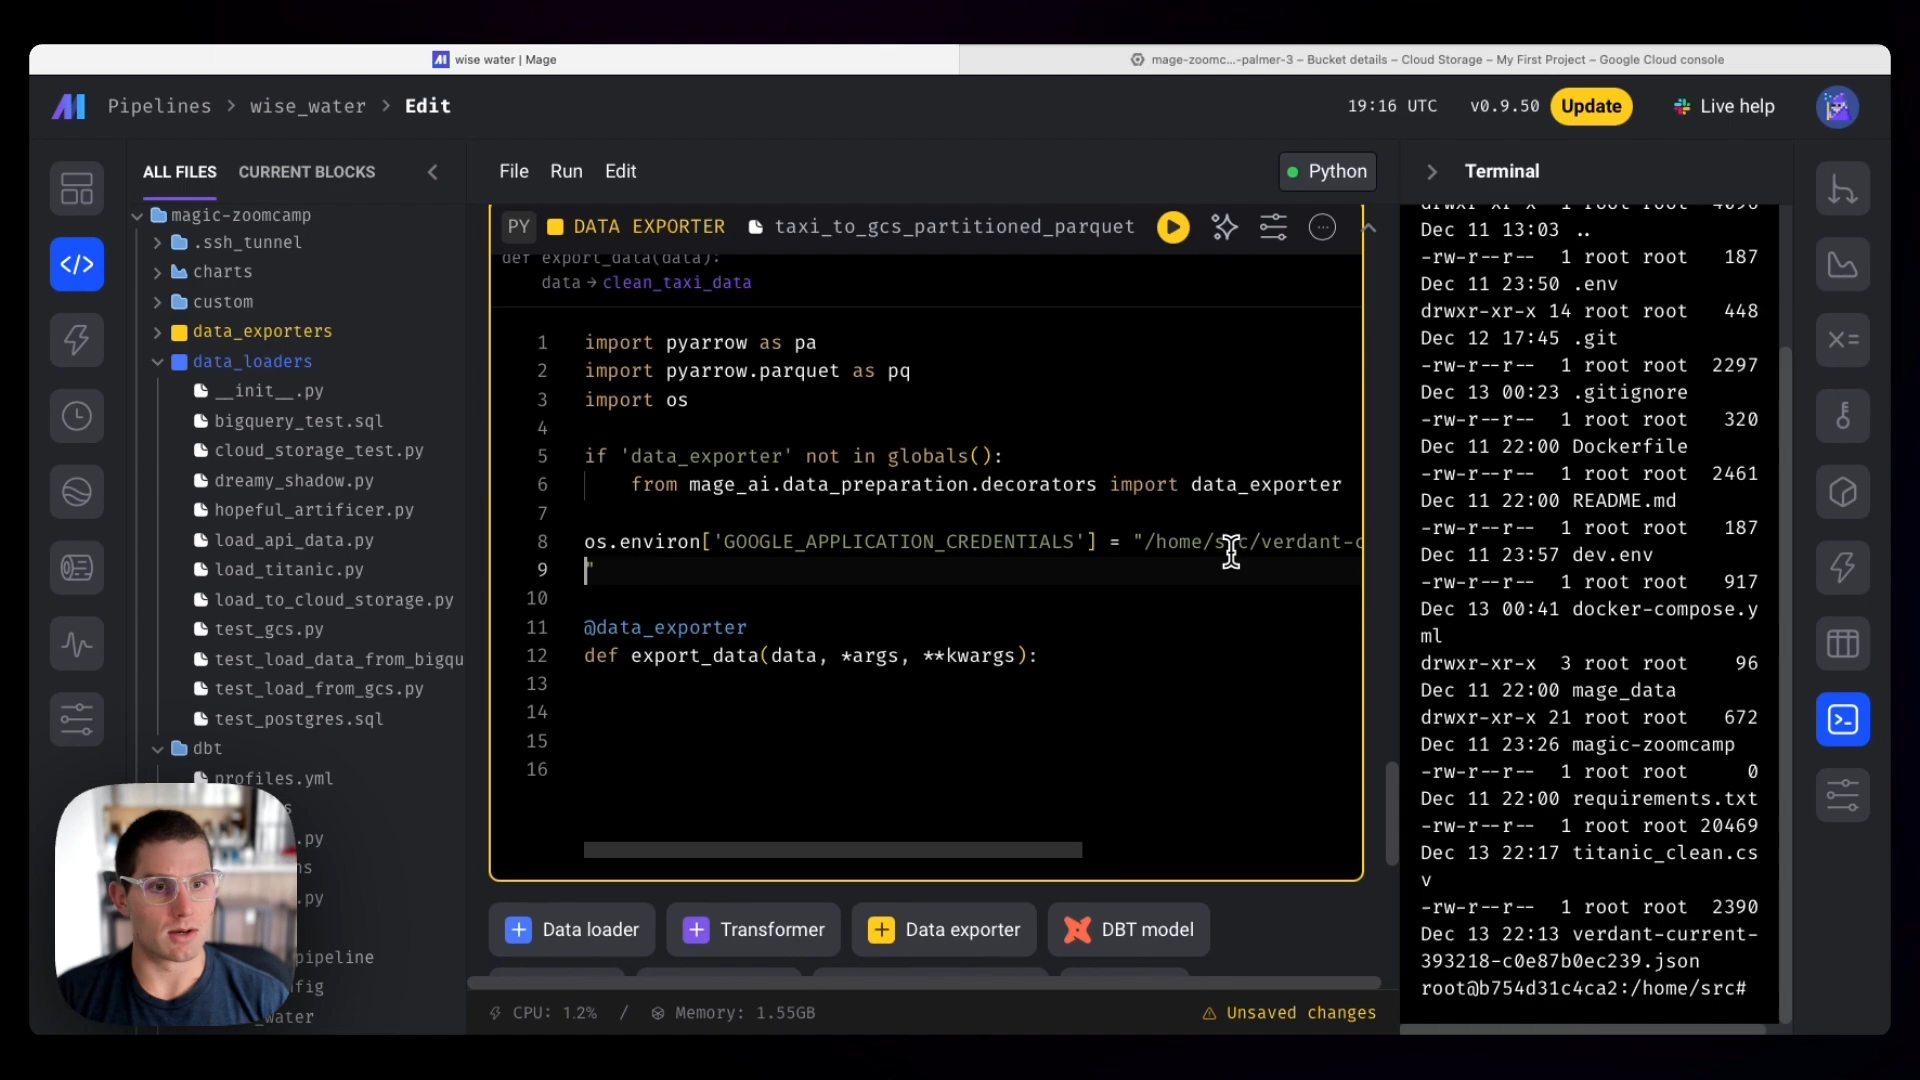 wise water | Mage
mage-zoomc...-palmer-3 – Bucket details – Cloud Storage – My First Project – Google Cloud console
Pipelines > wise_water > Edit
19:16 UTC
v0.9.50
Update
Live help
ALL FILES
CURRENT BLOCKS
magic-zoomcamp
.ssh_tunnel
charts
custom
data_exporters
data_loaders
__init__.py
bigquery_test.sql
cloud_storage_test.py
dreamy_shadow.py
hopeful_artificer.py
load_api_data.py
load_titanic.py
load_to_cloud_storage.py
test_gcs.py
test_load_data_from_bigqu
test_load_from_gcs.py
test_postgres.sql
dbt
profiles.yml
s
.py
ns
.py
pipeline
fig
_water
File
Run
Edit
Python
PY
DATA EXPORTER
taxi_to_gcs_partitioned_parquet
def export_data(data):
data → clean_taxi_data
1 import pyarrow as pa
2 import pyarrow.parquet as pq
3 import os
4
5 if 'data_exporter' not in globals():
6 from mage_ai.data_preparation.decorators import data_exporter
7
8 os.environ['GOOGLE_APPLICATION_CREDENTIALS'] = "/home/src/verdant-c
9 "
10
11 @data_exporter
12 def export_data(data, *args, **kwargs):
13
14
15
16
Data loader
Transformer
Data exporter
DBT model
CPU: 1.2% / Memory: 1.55GB
Unsaved changes
Terminal
drwxr-xr-x 1 root root 4096
Dec 11 13:03 ..
-rw-r--r-- 1 root root 187
Dec 11 23:50 .env
drwxr-xr-x 14 root root 448
Dec 12 17:45 .git
-rw-r--r-- 1 root root 2297
Dec 13 00:23 .gitignore
-rw-r--r-- 1 root root 320
Dec 11 22:00 Dockerfile
-rw-r--r-- 1 root root 2461
Dec 11 22:00 README.md
-rw-r--r-- 1 root root 187
Dec 11 23:57 dev.env
-rw-r--r-- 1 root root 917
Dec 13 00:41 docker-compose.y
ml
drwxr-xr-x 3 root root 96
Dec 11 22:00 mage_data
drwxr-xr-x 21 root root 672
Dec 11 23:26 magic-zoomcamp
-rw-r--r-- 1 root root 0
Dec 11 22:00 requirements.txt
-rw-r--r-- 1 root root 20469
Dec 13 22:17 titanic_clean.cs
v
-rw-r--r-- 1 root root 2390
Dec 13 22:13 verdant-current-
393218-c0e87b0ec239.json
root@b754d31c4ca2:/home/src#